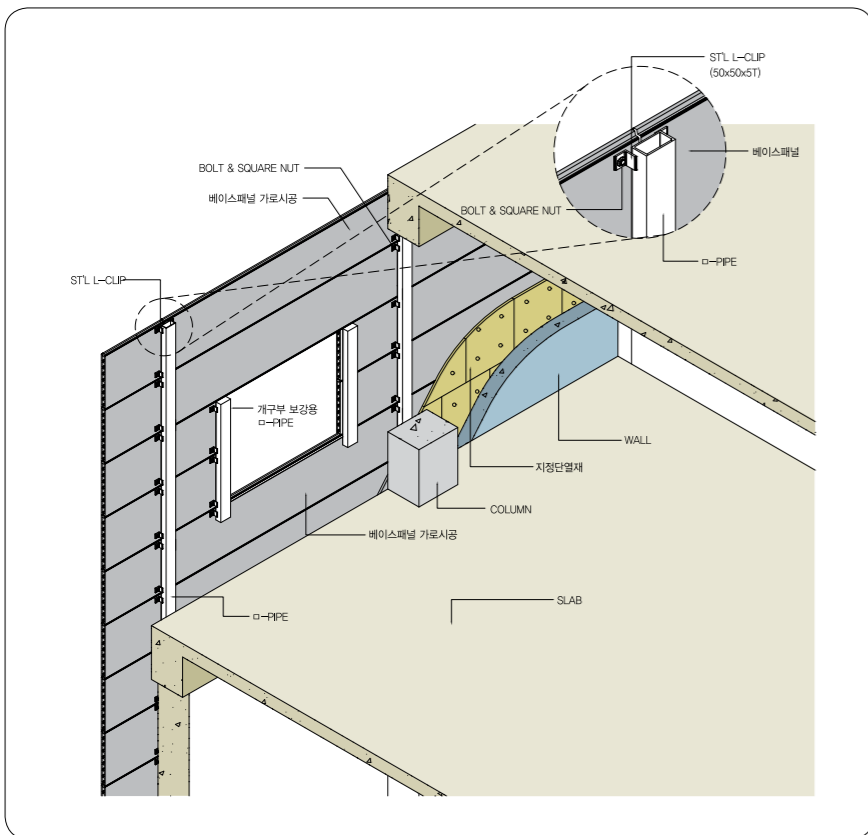 ST'L L-CLIP
(50x50x5T)
베이스패널
BOLT & SQUARE NUT
베이스패널 가로시공
BOLT & SQUARE NUT
ㅁ-PIPE
ST'L L-CLIP
개구부 보강용
ㅁ-PIPE
WALL
지정단열재
COLUMN
베이스패널 가로시공
SLAB
ㅁ-PIPE